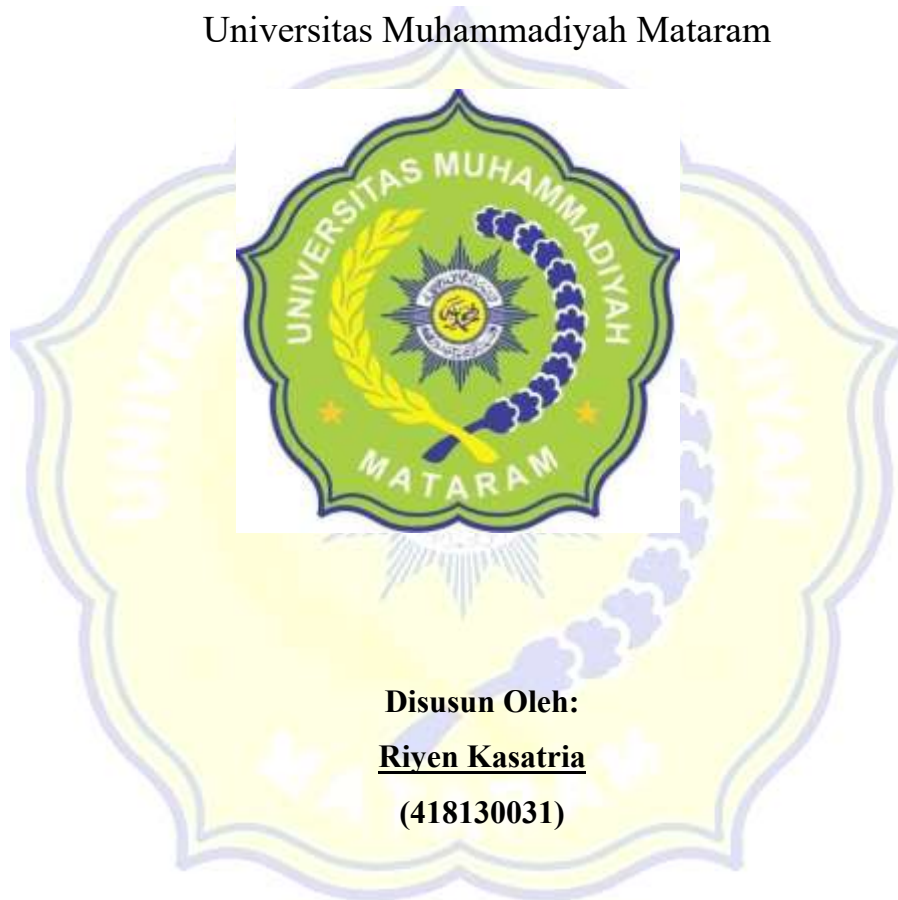 Universitas Muhammadiyah Mataram
UNIVERSITAS MUHAMMADIYAH
MATARAM
Disusun Oleh:
Riyen Kasatria
(418130031)